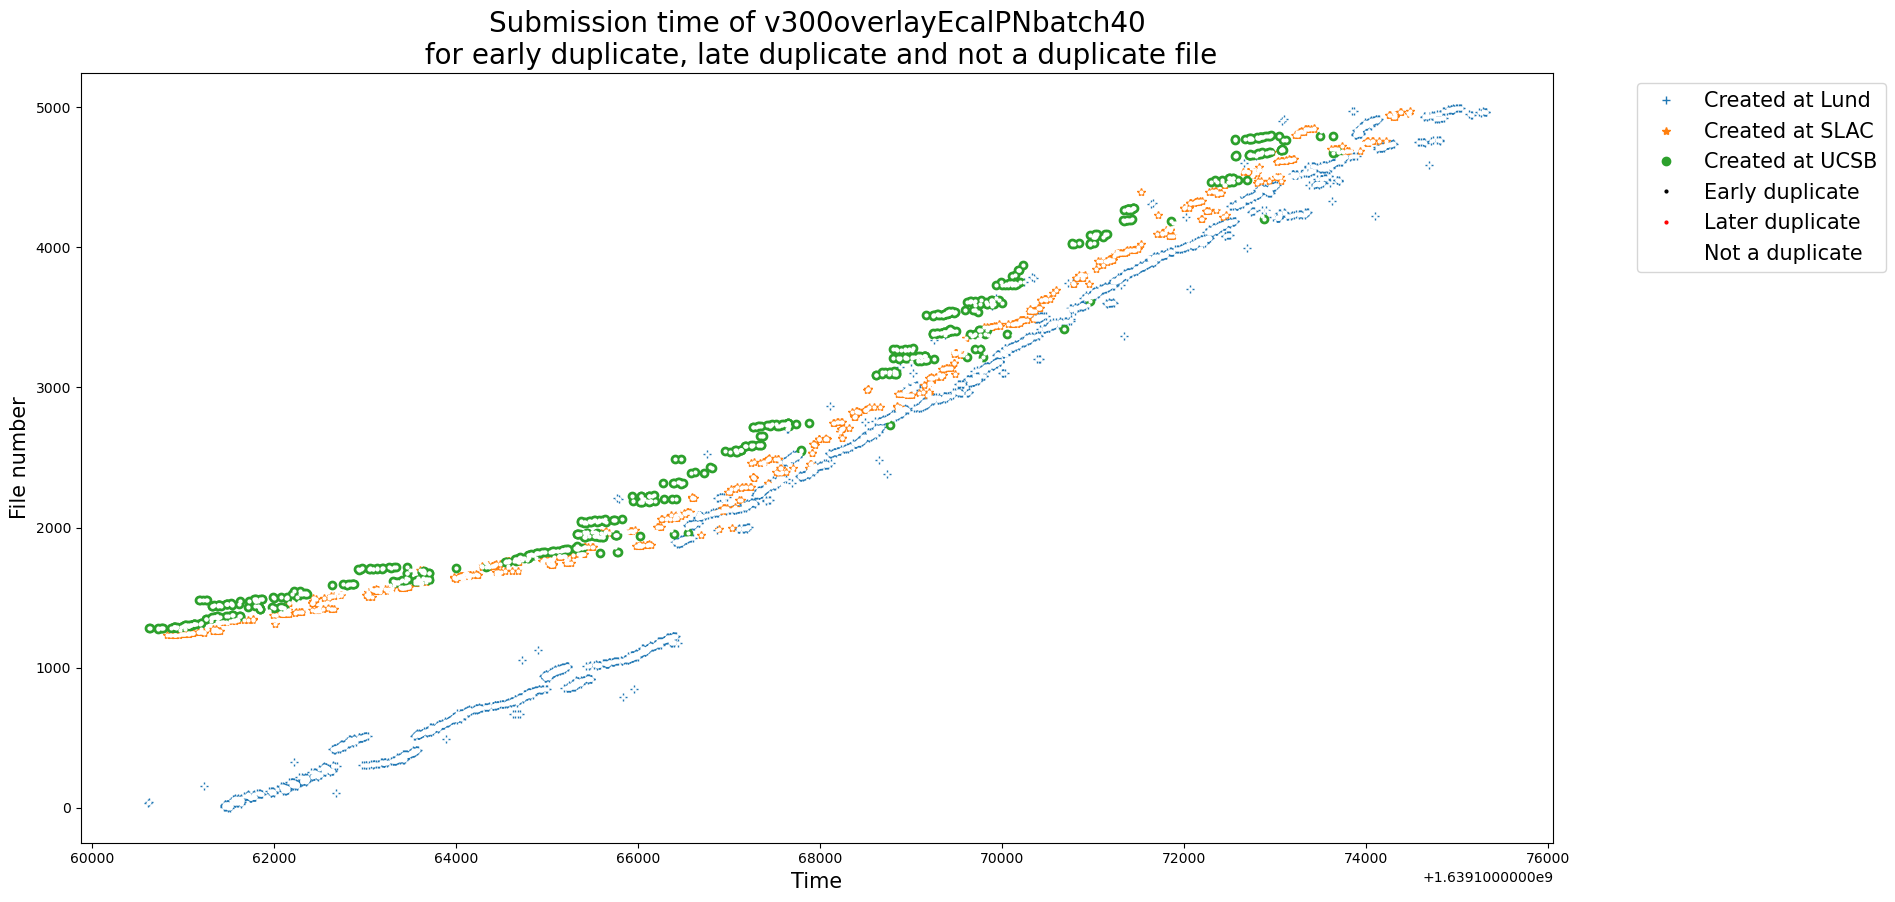 Submission time of v300overlayEcalPNbatch40
for early duplicate, late duplicate and not a duplicate file
Created at Lund
Created at SLAC
Created at UCSB
Early duplicate
Later duplicate
Not a duplicate
File number
5000
4000
3000
2000
1000
0
60000 62000 64000 66000 68000 70000 72000 74000 76000
Time
+1.6391000000e9